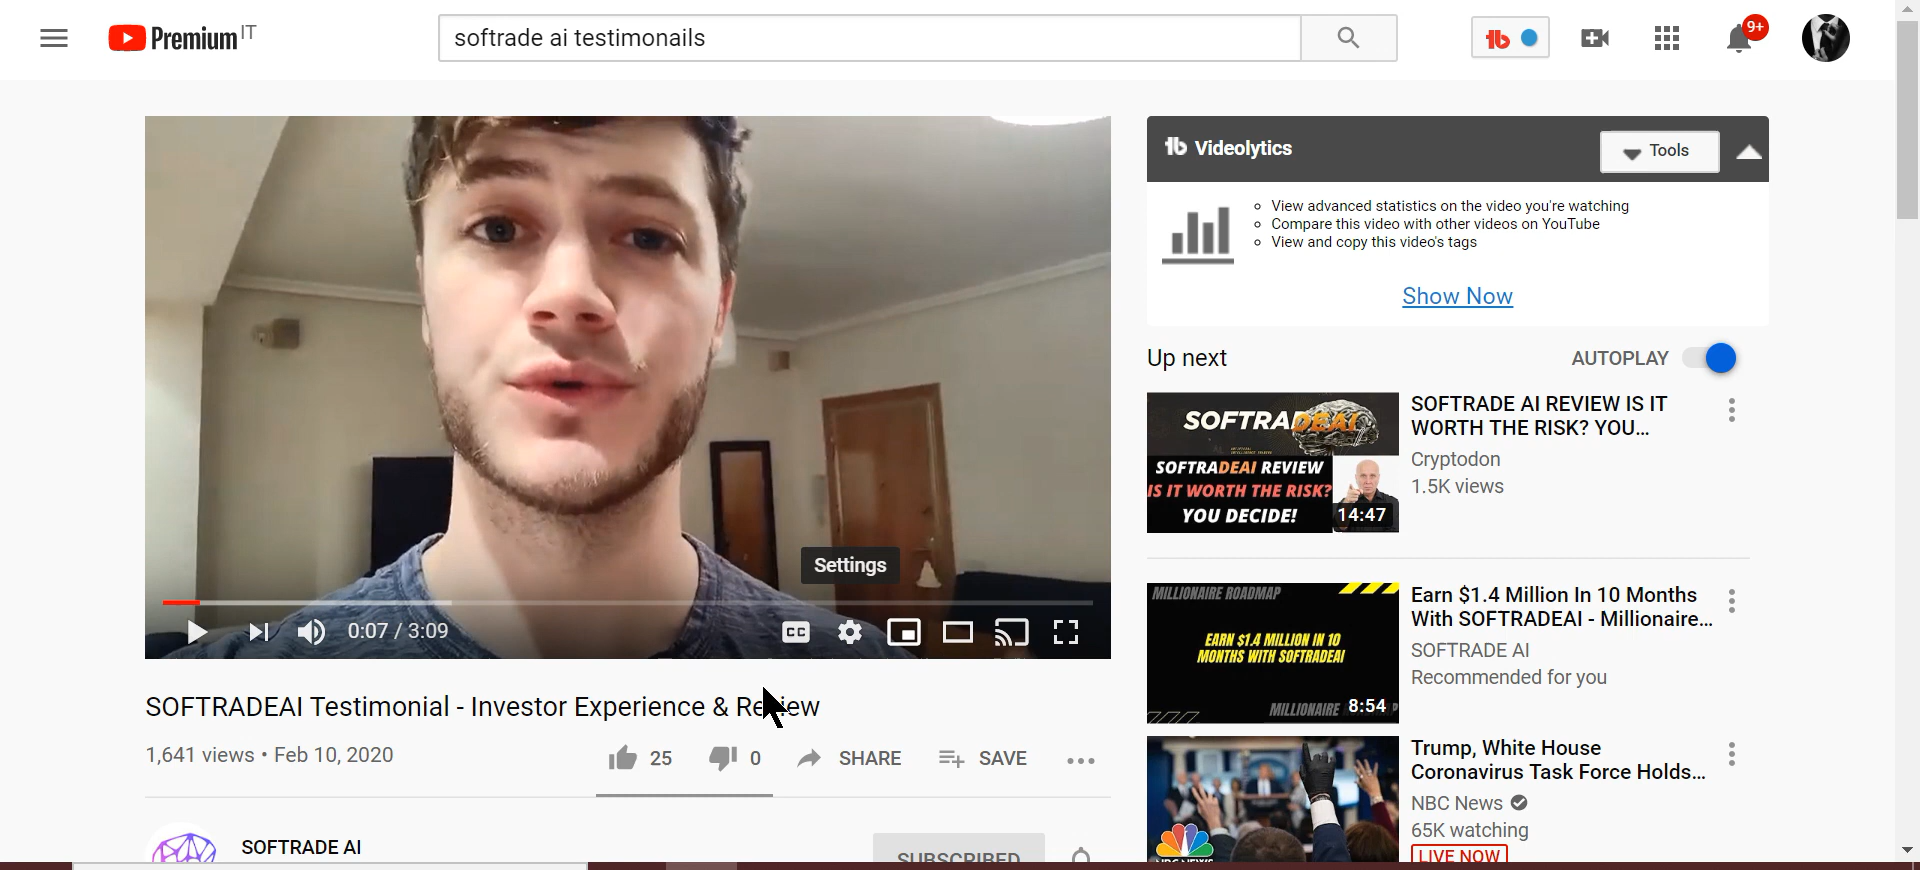 Premium IT
softrade ai testimonails
9+
Videolytics
Tools
View advanced statistics on the video you're watching
Compare this video with other videos on YouTube
View and copy this video's tags
Show Now
Settings
0:07 / 3:09
CC
SOFTRADEAI Testimonial - Investor Experience & Review
1,641 views • Feb 10, 2020
25
0
SHARE
SAVE
SOFTRADE AI
SUBSCRIBED
Up next
AUTOPLAY
SOFTRADEAI
SOFTRADEAI REVIEW
IS IT WORTH THE RISK?
YOU DECIDE!
14:47
SOFTRADE AI REVIEW IS IT
WORTH THE RISK? YOU...
Cryptodon
1.5K views
MILLIONAIRE ROADMAP
EARN $1.4 MILLION IN 10
MONTHS WITH SOFTRADEAI
MILLIONAIRE
8:54
Earn $1.4 Million In 10 Months
With SOFTRADEAI - Millionaire...
SOFTRADE AI
Recommended for you
NBC NEWS
Trump, White House
Coronavirus Task Force Holds...
NBC News
65K watching
LIVE NOW